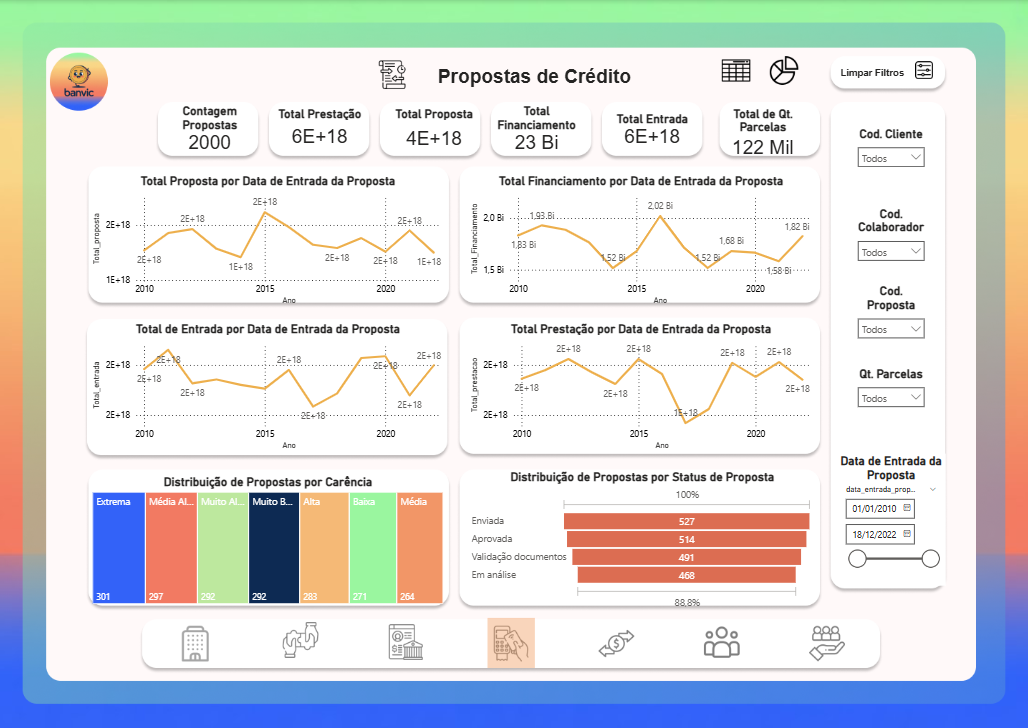 banvic
Propostas de Crédito
Limpar Filtros
Contagem
Propostas
2000
Total Prestação
6E+18
Total Proposta
4E+18
Total
Financiamento
23 Bi
Total Entrada
6E+18
Total de Qt.
Parcelas
122 Mil
Total Proposta por Data de Entrada da Proposta
Total_proposta
2E+18
1E+18
2E+18
2E+18
1E+18
2E+18
2E+18
2E+18
2E+18
1E+18
2010
2015
2020
Ano
Total Financiamento por Data de Entrada da Proposta
Total_Financiamento
2,0 Bi
1,5 Bi
1,83 Bi
1,93 Bi
1,52 Bi
2,02 Bi
1,52 Bi
1,68 Bi
1,58 Bi
1,82 Bi
2010
2015
2020
Ano
Total de Entrada por Data de Entrada da Proposta
Total_entrada
2E+18
2E+18
2E+18
2E+18
2E+18
2E+18
2E+18
2E+18
2E+18
2E+18
2010
2015
2020
Ano
Total Prestação por Data de Entrada da Proposta
Total_prestacao
2E+18
2E+18
2E+18
2E+18
2E+18
2E+18
1E+18
2E+18
2E+18
2E+18
2010
2015
2020
Ano
Distribuição de Propostas por Carência
Extrema
301
Média Al...
297
Muito Al...
292
Muito B...
292
Alta
283
Baixa
271
Média
264
Distribuição de Propostas por Status de Proposta
100%
Enviada
527
Aprovada
514
Validação documentos
491
Em análise
468
88,8%
Cod. Cliente
Todos
Cod.
Colaborador
Todos
Cod.
Proposta
Todos
Qt. Parcelas
Todos
Data de Entrada da
Proposta
data_entrada_prop...
01/01/2010
18/12/2022